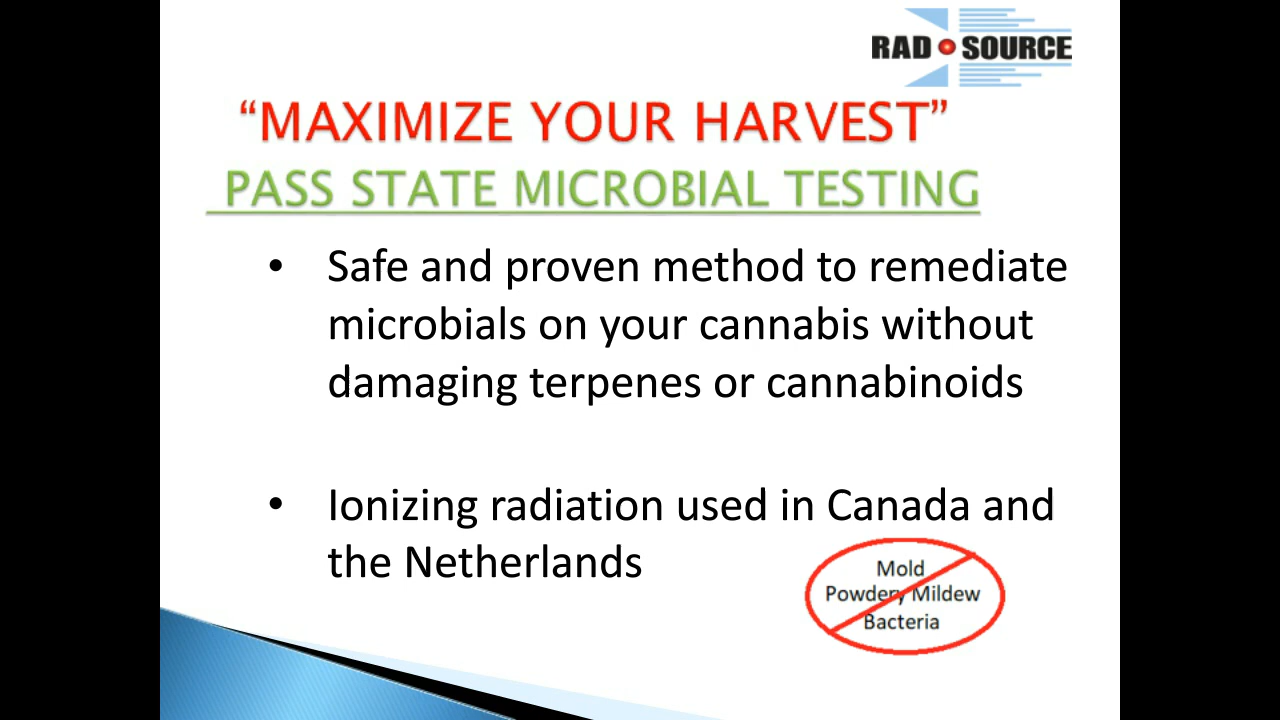 RAD SOURCE
“MAXIMIZE YOUR HARVEST”
PASS STATE MICROBIAL TESTING
• Safe and proven method to remediate
microbials on your cannabis without
damaging terpenes or cannabinoids
• Ionizing radiation used in Canada and
the Netherlands
Mold
Powdery Mildew
Bacteria